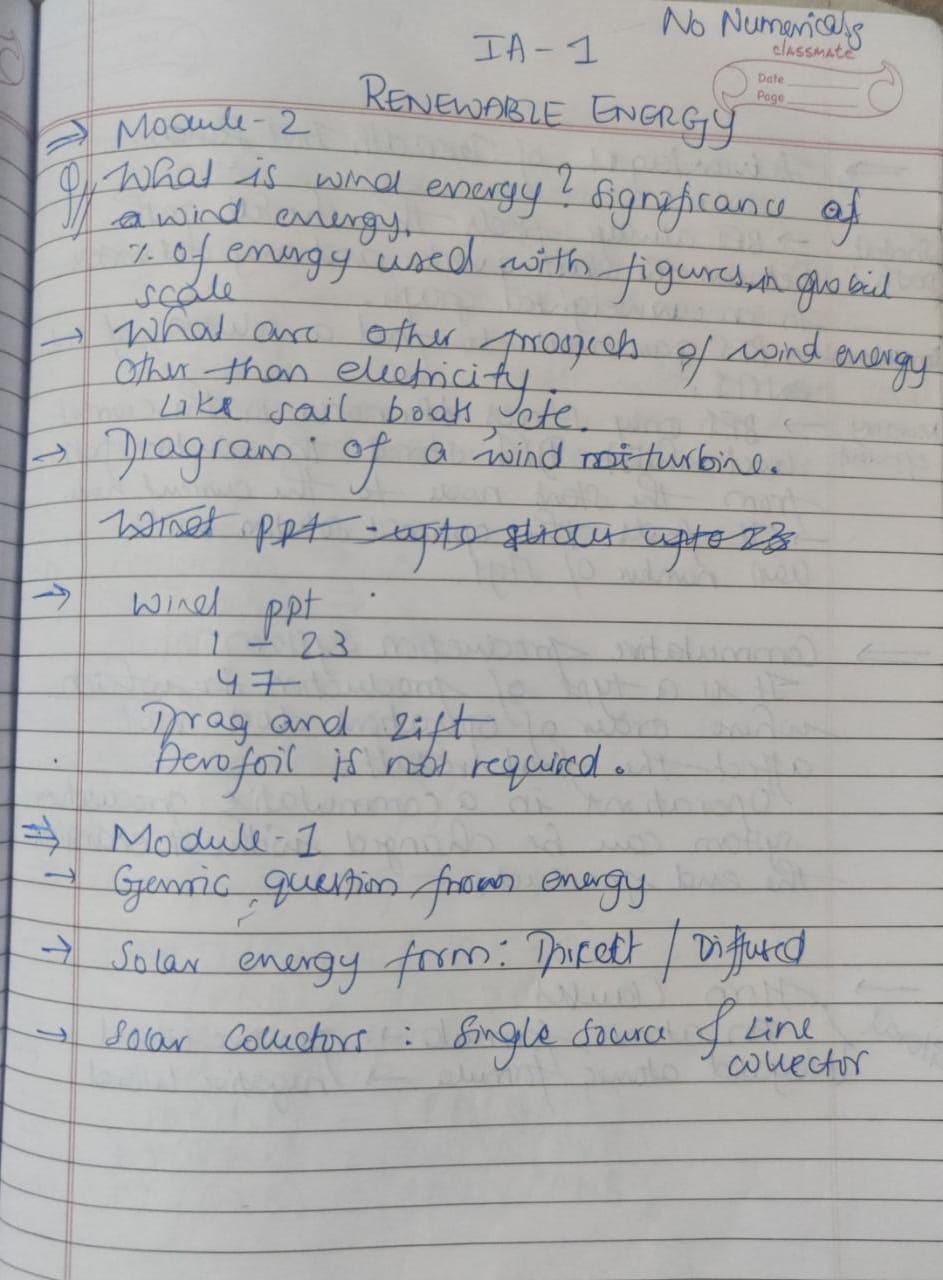 No Numericals
IA - 1
classmate
Date
Page
RENEWABLE ENERGY
⇒ Module - 2
Q// What is wind energy? Significance of
wind energy.
% of energy used with figures in global
scale
→ What are other of wind energy
other than electricity.
Like sail boats, etc.
→ Diagram of a wind turbine.
Wind ppt - upto upto 23
→ Wind ppt
1 - 23
47
Drag and Lift
Aerofoil is not required.
⇒ Module - 1
→ Genric question from energy
→ Solar energy form: Direct / Diffused
→ Solar Collectors : Single Source & Line
collector